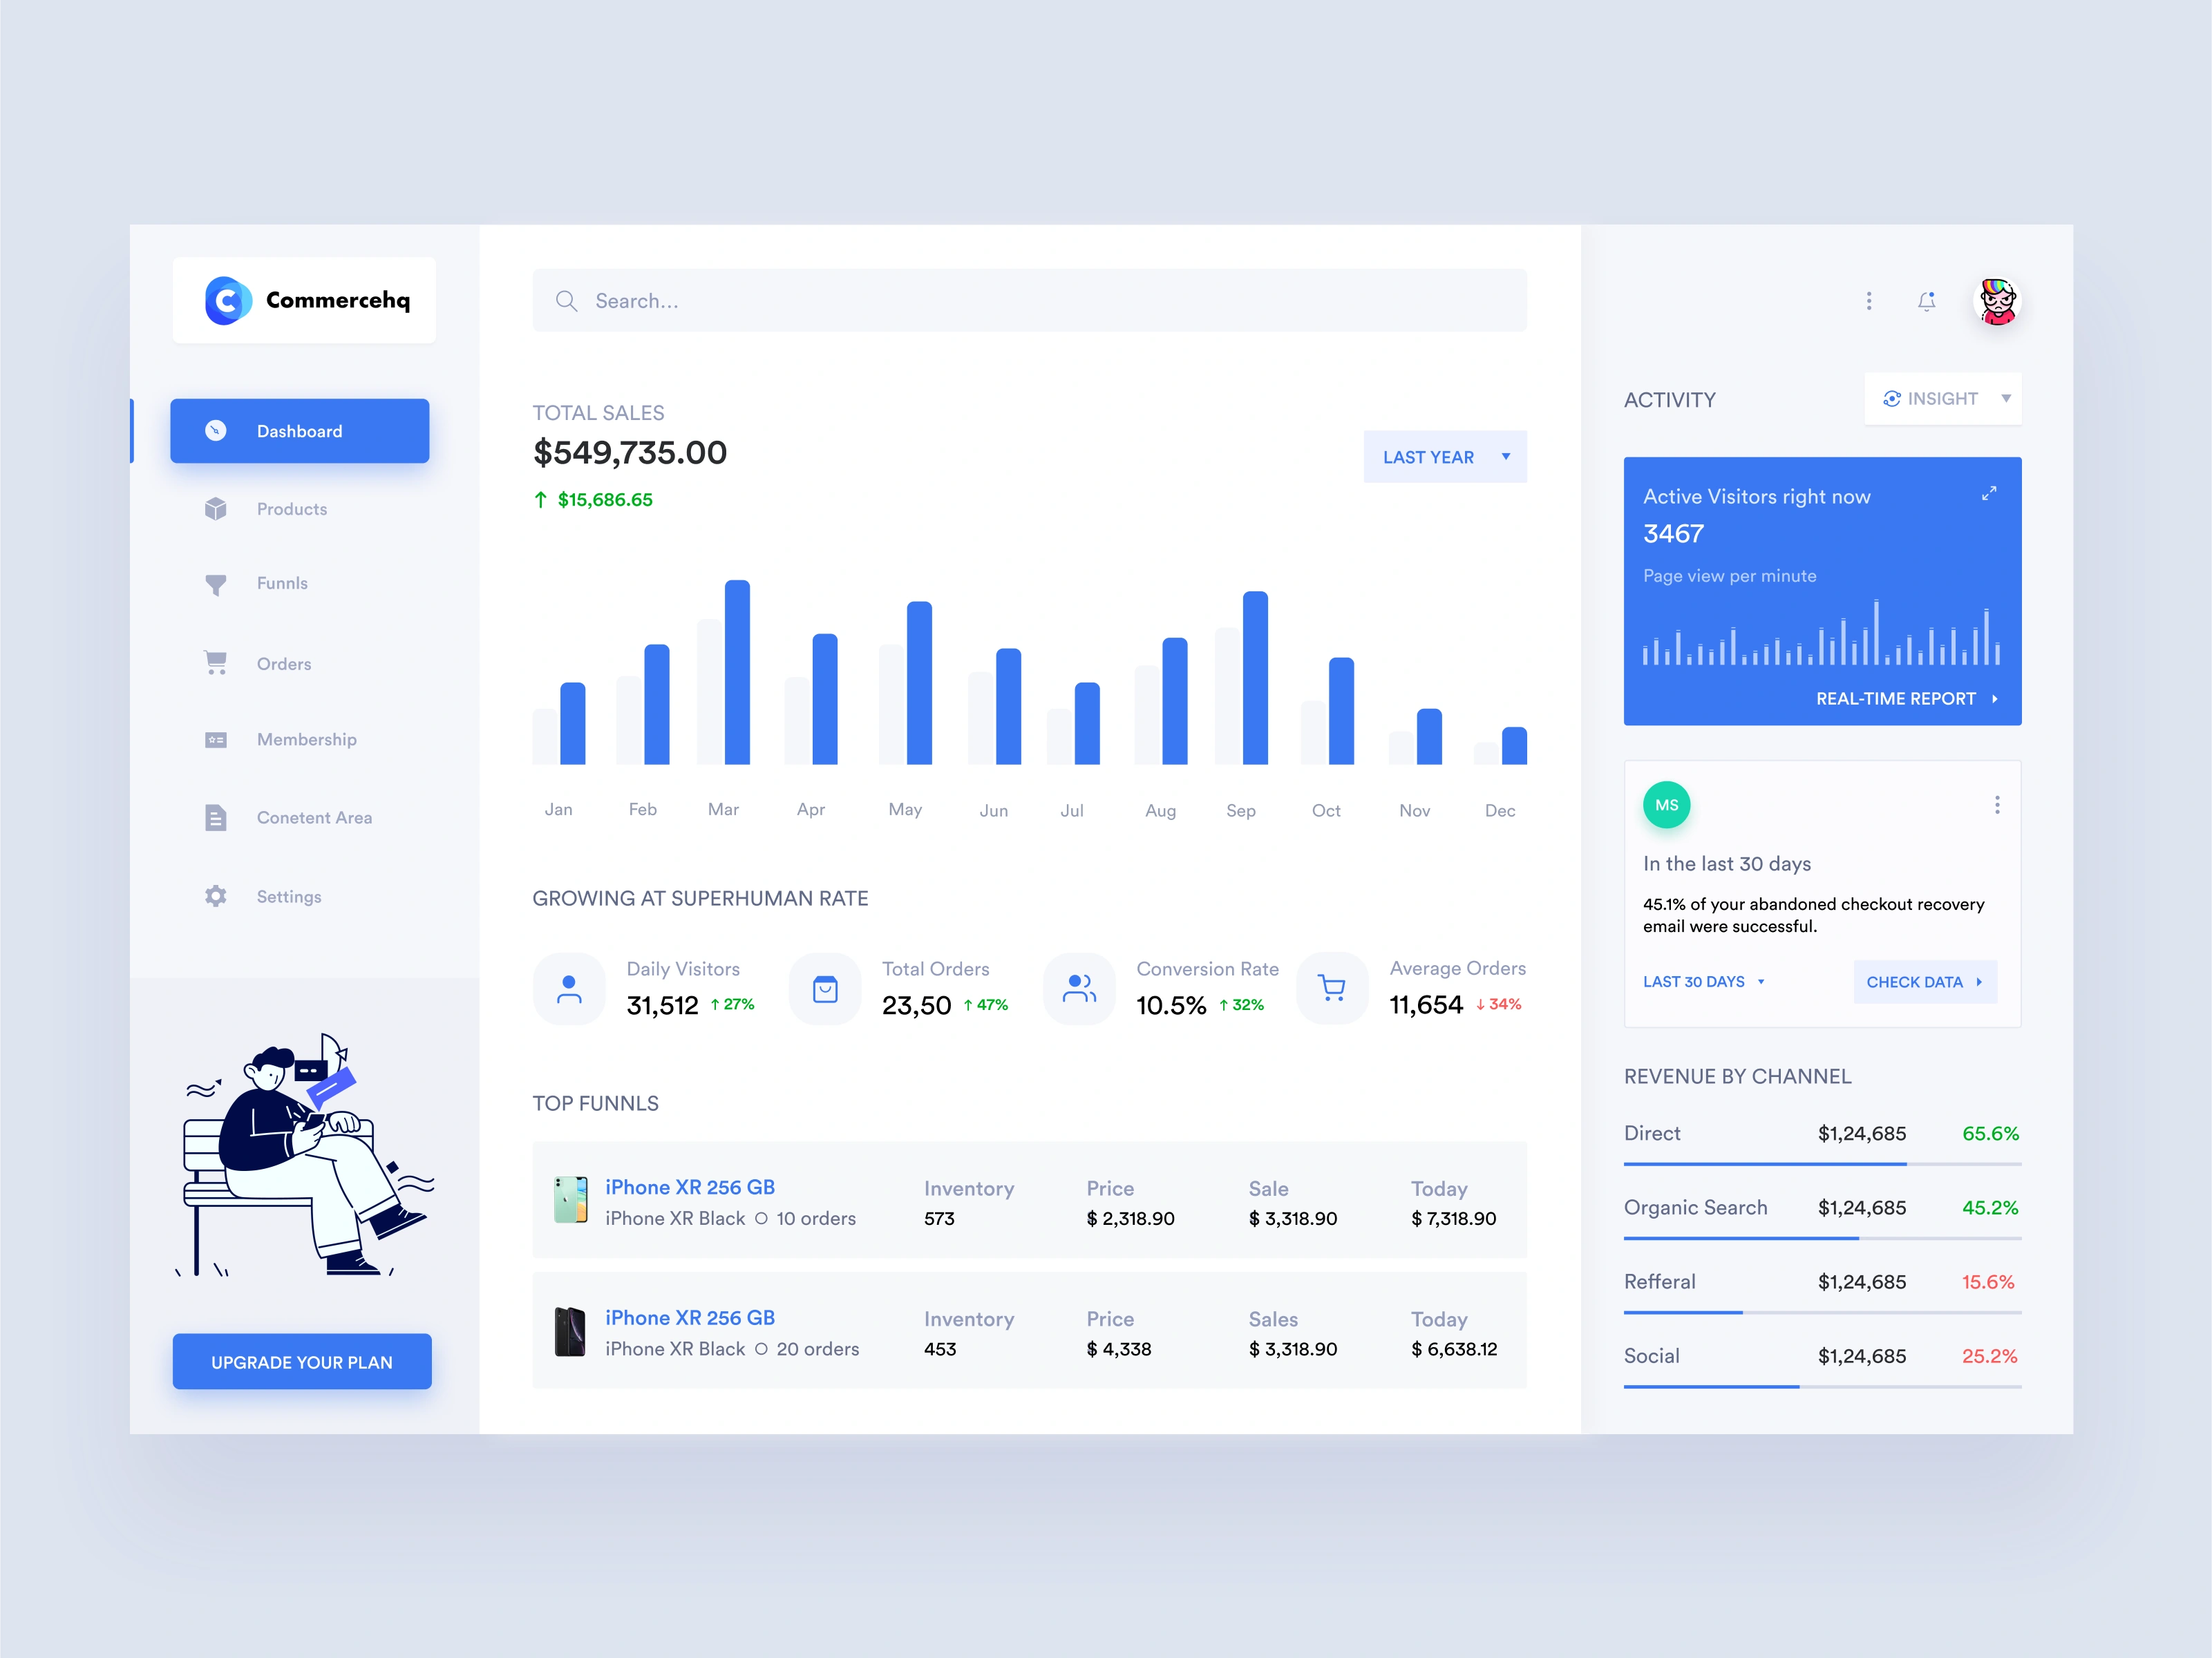 Commercehq
Dashboard
Products
Funnls
Orders
Membership
Conetent Area
Settings
UPGRADE YOUR PLAN
Search...
TOTAL SALES
$549,735.00
↑ $15,686.65
LAST YEAR
Jan Feb Mar Apr May Jun Jul Aug Sep Oct Nov Dec
GROWING AT SUPERHUMAN RATE
Daily Visitors
31,512 ↑ 27%
Total Orders
23,50 ↑ 47%
Conversion Rate
10.5% ↑ 32%
Average Orders
11,654 ↓ 34%
TOP FUNNLS
iPhone XR 256 GB Inventory Price Sale Today
iPhone XR Black 10 orders 573 $ 2,318.90 $ 3,318.90 $ 7,318.90
iPhone XR 256 GB Inventory Price Sales Today
iPhone XR Black 20 orders 453 $ 4,338 $ 3,318.90 $ 6,638.12
ACTIVITY
INSIGHT
Active Visitors right now
3467
Page view per minute
REAL-TIME REPORT
MS
In the last 30 days
45.1% of your abandoned checkout recovery
email were successful.
LAST 30 DAYS
CHECK DATA
REVENUE BY CHANNEL
Direct $1,24,685 65.6%
Organic Search $1,24,685 45.2%
Refferal $1,24,685 15.6%
Social $1,24,685 25.2%